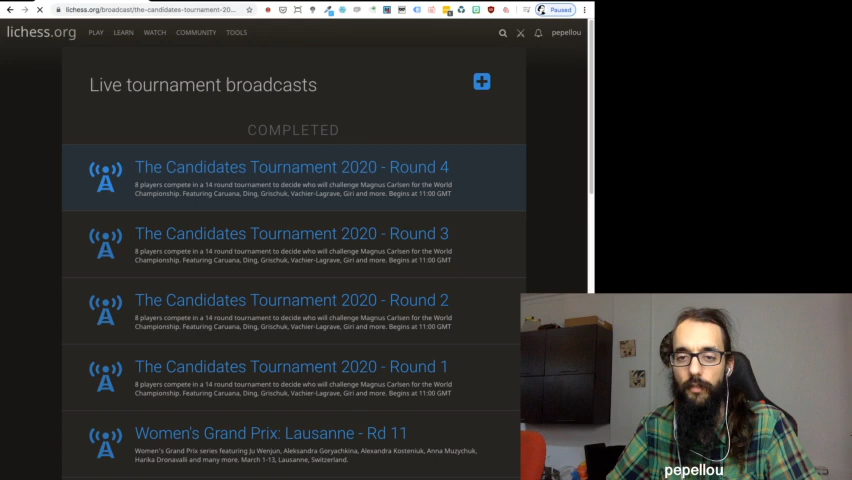 lichess.org/broadcast/the-candidates-tournament-20...
Paused
lichess.org PLAY LEARN WATCH COMMUNITY TOOLS pepellou
Live tournament broadcasts
COMPLETED
The Candidates Tournament 2020 - Round 4
8 players compete in a 14 round tournament to decide who will challenge Magnus Carlsen for the World
Championship. Featuring Caruana, Ding, Grischuk, Vachier-Lagrave, Giri and more. Begins at 11:00 GMT
The Candidates Tournament 2020 - Round 3
8 players compete in a 14 round tournament to decide who will challenge Magnus Carlsen for the World
Championship. Featuring Caruana, Ding, Grischuk, Vachier-Lagrave, Giri and more. Begins at 11:00 GMT
The Candidates Tournament 2020 - Round 2
8 players compete in a 14 round tournament to decide who will challenge Magnus Carlsen for the World
Championship. Featuring Caruana, Ding, Grischuk, Vachier-Lagrave, Giri and more. Begins at 11:00 GMT
The Candidates Tournament 2020 - Round 1
8 players compete in a 14 round tournament to decide who will challenge Magnus Carlsen for the World
Championship. Featuring Caruana, Ding, Grischuk, Vachier-Lagrave, Giri and more. Begins at 11:00 GMT
Women's Grand Prix: Lausanne - Rd 11
Women's Grand Prix series featuring Ju Wenjun, Aleksandra Goryachkina, Alexandra Kosteniuk, Anna Muzychuk,
Harika Dronavalli and many more. March 1-13, Lausanne, Switzerland.
pepellou